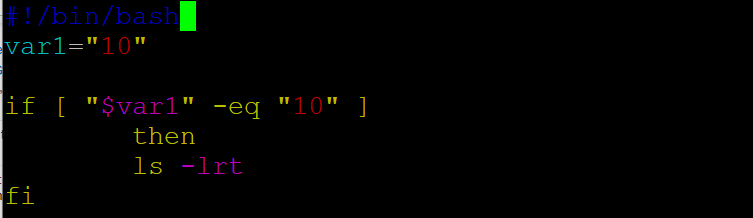 #!/bin/bash
var1="10"
if [ "$var1" -eq "10" ]
then
ls -lrt
fi